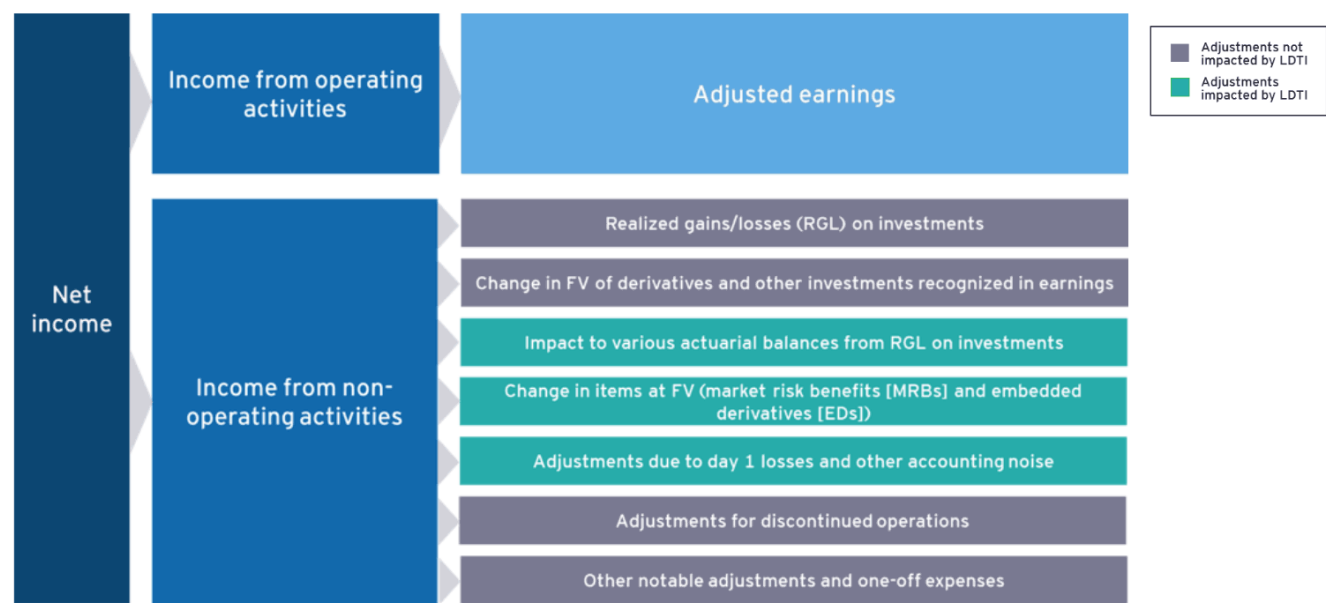 Net
income
Income from operating
activities
Adjusted earnings
Adjustments not
impacted by LDTI
Adjustments
impacted by LDTI
Income from non-
operating activities
Realized gains/losses (RGL) on investments
Change in FV of derivatives and other investments recognized in earnings
Impact to various actuarial balances from RGL on investments
Change in items at FV (market risk benefits [MRBs] and embedded
derivatives [EDs])
Adjustments due to day 1 losses and other accounting noise
Adjustments for discontinued operations
Other notable adjustments and one-off expenses